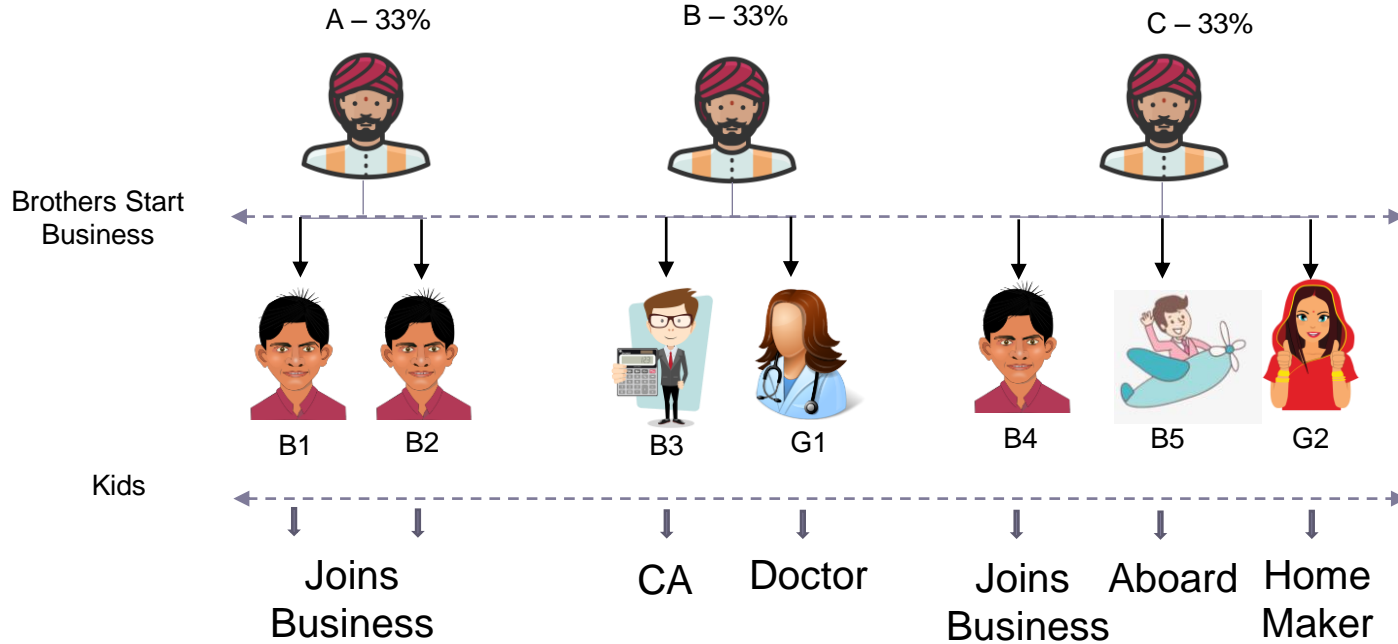 A – 33%
B – 33%
C – 33%
Brothers Start
Business
B1
B2
B3
G1
B4
B5
G2
Kids
Joins
Business
CA
Doctor
Joins
Business
Aboard
Home
Maker